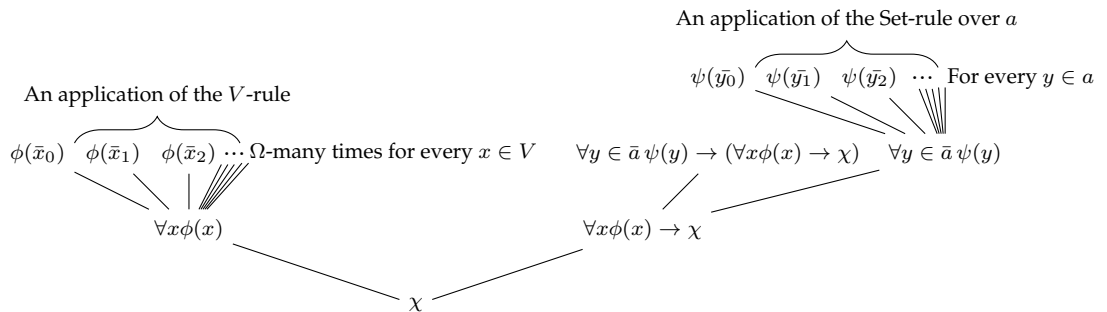 An application of the Set-rule over a
ψ(ȳ₀) ψ(ȳ₁) ψ(ȳ₂) ··· For every y ∈ a
An application of the V-rule
ϕ(x̄₀) ϕ(x̄₁) ϕ(x̄₂) ··· Ω-many times for every x ∈ V ∀y ∈ ā ψ(y) → (∀xϕ(x) → χ) ∀y ∈ ā ψ(y)
∀xϕ(x) ∀xϕ(x) → χ
χ